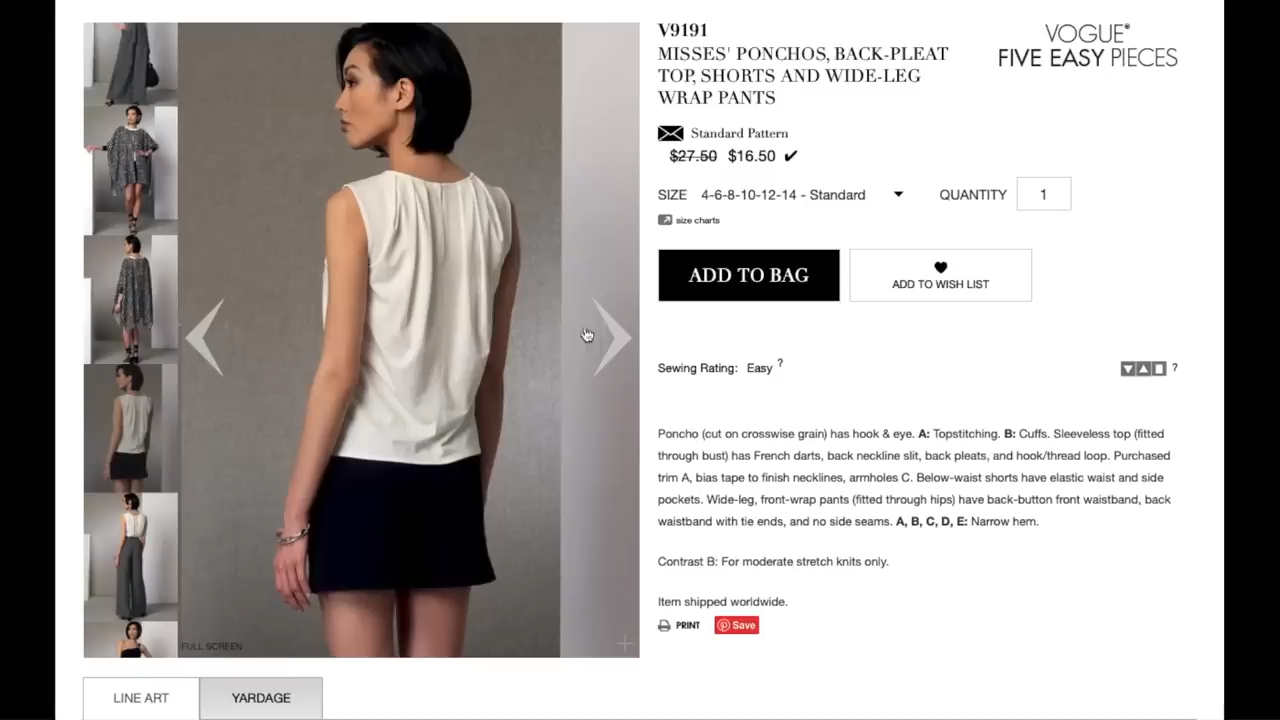 V9191
MISSES' PONCHOS, BACK-PLEAT
TOP, SHORTS AND WIDE-LEG
WRAP PANTS
VOGUE®
FIVE EASY PIECES
Standard Pattern
$27.50 $16.50 ✔
SIZE 4-6-8-10-12-14 - Standard QUANTITY 1
size charts
ADD TO BAG
ADD TO WISH LIST
Sewing Rating: Easy ?
?
Poncho (cut on crosswise grain) has hook & eye. A: Topstitching. B: Cuffs. Sleeveless top (fitted
through bust) has French darts, back neckline slit, back pleats, and hook/thread loop. Purchased
trim A, bias tape to finish necklines, armholes C. Below-waist shorts have elastic waist and side
pockets. Wide-leg, front-wrap pants (fitted through hips) have back-button front waistband, back
waistband with tie ends, and no side seams. A, B, C, D, E: Narrow hem.
Contrast B: For moderate stretch knits only.
Item shipped worldwide.
PRINT Save
FULL SCREEN
LINE ART YARDAGE